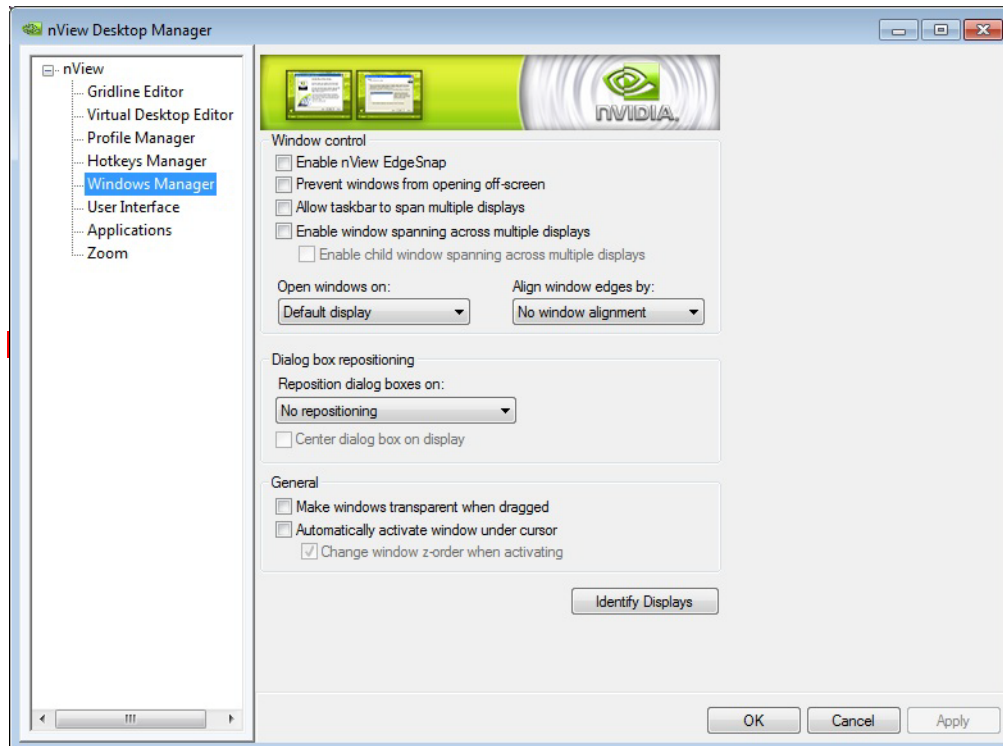 nView Desktop Manager
nView
Gridline Editor
Virtual Desktop Editor
Profile Manager
Hotkeys Manager
Windows Manager
User Interface
Applications
Zoom
NVIDIA.
Window control
Enable nView EdgeSnap
Prevent windows from opening off-screen
Allow taskbar to span multiple displays
Enable window spanning across multiple displays
Enable child window spanning across multiple displays
Open windows on: Align window edges by:
Default display No window alignment
Dialog box repositioning
Reposition dialog boxes on:
No repositioning
Center dialog box on display
General
Make windows transparent when dragged
Automatically activate window under cursor
Change window z-order when activating
Identify Displays
OK Cancel Apply